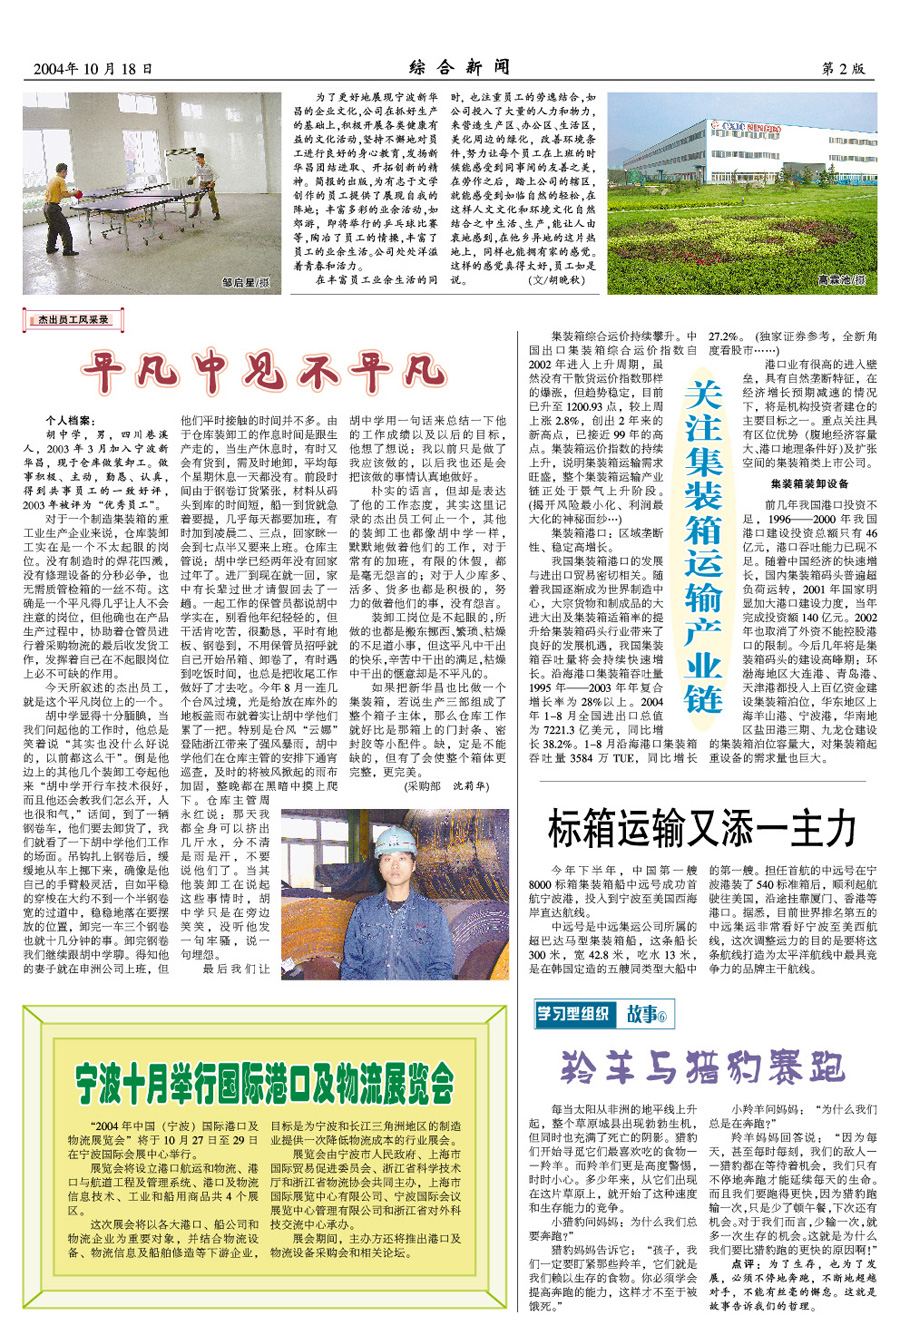 2004年 10 月 18 日
综合新闻
第 2 版
邹启星/摄
为了更好地展现宁波新华
昌的企业文化,公司在抓好生产
的基础上,积极开展各类健康有
益的文化活动,坚持不懈地对员
工进行良好的身心教育,发扬新
华昌团结进取、开拓创新的精
神。简报的出版,为有志于文学
创作的员工提供了展现自我的
阵地;丰富多彩的业余活动,如
郊游,即将举行的乒乓球比赛
等,陶冶了员工的情操,丰富了
员工的业余生活。公司处处洋溢
着青春和活力。
在丰富员工业余生活的同
时,也注重员工的劳逸结合,如
公司投入了大量的人力和物力,
来营造生产区、办公区、生活区,
美化周边的绿化,改善环境条
件,努力让每个员工在上班的时
候能感受到同事间的友善之美,
在劳作之后,踏上公司的辖区,
就能感受到如临自然的轻松,在
这样人文文化和环境文化自然
结合之中生活、生产,能让人由
衷地感到,在他乡异地的这片热
地上,同样也能拥有家的感觉。
这样的感觉真得太好,员工如是
说。 (文/胡晚秋)
CXIC NINGBO
高霖池/摄
杰出员工风采录
平凡中见不平凡
个人档案:
胡中学,男,四川巷溪
人,2003 年 3 月加入宁波新
华昌,现于仓库做装卸工。做
事积极、主动,勤恳、认真,
得到共事员工的一致好评,
2003 年被评为“优秀员工”。
对于一个制造集装箱的重
工业生产企业来说,仓库装卸
工实在是一个不太起眼的岗
位。没有制造时的焊花四溅,
没有修理设备的分秒必争,也
无需质管检箱的一丝不苟。这
确是一个平凡得几乎让人不会
注意的岗位,但他确也在产品
生产过程中,协助着仓管员进
行着采购物流的最后收发货工
作,发挥着自己在不起眼岗位
上必不可缺的作用。
今天所叙述的杰出员工,
就是这个平凡岗位上的一个。
胡中学显得十分腼腆,当
我们问起他的工作时,他总是
笑着说“其实也没什么好说
的,以前都这么干”。倒是他
边上的其他几个装卸工夸起他
来“胡中学开行车技术很好,
而且他还会教我们怎么开,人
也很和气,”话间,到了一辆
钢卷车,他们要去卸货了,我
们就看了一下胡中学他们工作
的场面。吊钩扎上钢卷后,缓
缓地从车上挪下来,确像是他
自己的手臂般灵活,自如平稳
的穿梭在大约不到一个半钢卷
宽的过道中,稳稳地落在要摆
放的位置,卸完一车三个钢卷
也就十几分钟的事。卸完钢卷
我们继续跟胡中学聊。得知他
的妻子就在申洲公司上班,但
他们平时接触的时间并不多。由
于仓库装卸工的作息时间是跟生
产走的,当生产休息时,有时又
会有货到,需及时地卸,平均每
个星期休息一天都没有。前段时
间由于钢卷订货紧张,材料从码
头到库的时间短,船一到货就急
着要提,几乎每天都要加班,有
时加到凌晨二、三点,回家眯一
会到七点半又要来上班。仓库主
管说:胡中学已经两年没有回家
过年了。进厂到现在就一回,家
中有长辈过世才请假回去了一
趟。一起工作的保管员都说胡中
学实在,别看他年纪轻轻的,但
干活肯吃苦,很勤恳,平时有地
板、钢卷到,不用保管员招呼就
自己开始吊箱、卸卷了,有时遇
到吃饭时间,也总是把收尾工作
做好了才去吃。今年 8 月一连几
个台风过境,光是给放在库外的
地板盖雨布就着实让胡中学他们
累了一把。特别是台风“云娜”
登陆浙江带来了强风暴雨,胡中
学他们在仓库主管的安排下通宵
巡查,及时的将被风掀起的雨布
加固,整晚都在黑暗中摸上爬
下。仓库主管周
永红说:那天我
都全身可以挤出
几斤水,分不清
是雨是汗,不要
说他们了。当其
他装卸工在说起
这些事情时,胡
中学只是在旁边
笑笑,没听他发
一句牢骚,说一
句埋怨。
最后我们让
胡中学用一句话来总结一下他
的工作成绩以及以后的目标,
他想了想说:我以前只是做了
我应该做的,以后我也还是会
把该做的事情认真地做好。
朴实的语言,但却是表达
了他的工作态度,其实这里记
录的杰出员工何止一个,其他
的装卸工也都像胡中学一样,
默默地做着他们的工作,对于
常有的加班,有限的休假,都
是毫无怨言的;对于人少库多、
活多、货多也都是积极的,努
力的做着他们的事,没有怨言。
装卸工岗位是不起眼的,所
做的也都是搬东挪西、繁琐、枯燥
的不足道小事,但这平凡中干出
的快乐,辛苦中干出的满足,枯燥
中干出的惬意却是不平凡的。
如果把新华昌也比做一个
集装箱,若说生产三部组成了
整个箱子主体,那么仓库工作
就好比是那箱上的门封条、密
封胶等小配件。缺,定是不能
缺的,但有了会使整个箱体更
完整,更完美。
(采购部 沈莉华)
关注集装箱运输产业链
集装箱综合运价持续攀升。中
国出口集装箱综合运价指数自
2002 年进入上升周期,虽
然没有干散货运价指数那样
的爆涨,但趋势稳定,目前
已升至 1200.93 点,较上周
上涨 2.8%,创出 2 年来的
新高点,已接近 99 年的高
点。集装箱运价指数的持续
上升,说明集装箱运输需求
旺盛,整个集装箱运输产业
链正处于景气上升阶段。
(揭开风险最小化、利润最
大化的神秘面纱…)
集装箱港口:区域垄断
性、稳定高增长。
我国集装箱港口的发展
与进出口贸易密切相关。随
着我国逐渐成为世界制造中
心,大宗货物和制成品的大
进大出及集装箱运箱率的提
升给集装箱码头行业带来了
良好的发展机遇,我国集装
箱吞吐量将会持续快速增
长。沿海港口集装箱吞吐量
1995 年——2003 年年复合
增长率为 28%以上。2004
年 1-8 月全国进出口总值
为 7221.3 亿美元,同比增
长 38.2%。1-8 月沿海港口集装箱
吞吐量 3584 万 TUE,同比增长
27.2%。(独家证券参考,全新角
度看股市……)
港口业有很高的进入壁
垒,具有自然垄断特征,在
经济增长预期减速的情况
下,将是机构投资者建仓的
主要目标之一。重点关注具
有区位优势(腹地经济容量
大、港口地理条件好)及扩张
空间的集装箱类上市公司。
集装箱装卸设备
前几年我国港口投资不
足,1996——2000 年我国
港口建设投资总额只有 46
亿元,港口吞吐能力已现不
足。随着中国经济的快速增
长,国内集装箱码头普遍超
负荷运转,2001 年国家明
显加大港口建设力度,当年
完成投资额 140 亿元。2002
年也取消了外资不能控股港
口的限制。今后几年将是集
装箱码头的建设高峰期;环
渤海地区大连港、青岛港、
天津港都投入上百亿资金建
设集装箱泊位,华东地区上
海羊山港、宁波港,华南地
区盐田港三期、九龙仓建设
的集装箱泊位容量大,对集装箱起
重设备的需求量也巨大。
标箱运输又添一主力
今年下半年,中国第一艘
8000 标箱集装箱船中远号成功首
航宁波港,投入到宁波至美国西海
岸直达航线。
中远号是中远集运公司所属的
超巴达马型集装箱船,这条船长
300 米,宽 42.8 米,吃水 13 米,
是在韩国定造的五艘同类型大船中
的第一艘。担任首航的中远号在宁
波港装了 540 标准箱后,顺利起航
驶往美国,沿途挂靠厦门、香港等
港口。据悉,目前世界排名第五的
中远集运非常看好宁波至美西航
线,这次调整运力的目的是要将这
条航线打造为太平洋航线中最具竞
争力的品牌主干航线。
宁波十月举行国际港口及物流展览会
“2004 年中国(宁波)国际港口及
物流展览会”将于 10 月 27 日至 29 日
在宁波国际会展中心举行。
展览会将设立港口航运和物流、港
口与航道工程及管理系统、港口及物流
信息技术、工业和船用商品共 4 个展
区。
这次展会将以各大港口、船公司和
物流企业为重要对象,并结合物流设
备、物流信息及船舶修造等下游企业,
目标是为宁波和长江三角洲地区的制造
业提供一次降低物流成本的行业展会。
展览会由宁波市人民政府、上海市
国际贸易促进委员会、浙江省科学技术
厅和浙江省物流协会共同主办,上海市
国际展览中心有限公司、宁波国际会议
展览中心管理有限公司和浙江省对外科
技交流中心承办。
展会期间,主办方还将推出港口及
物流设备采购会和相关论坛。
学习型组织 故事⑥
羚羊与猎豹赛跑
每当太阳从非洲的地平线上升
起,整个草原城县出现勃勃生机,
但同时也充满了死亡的阴影。猎豹
们开始寻觅它们最喜欢吃的食物—
一羚羊。而羚羊们更是高度警惕,
时时小心。多少年来,从它们出现
在这片草原上,就开始了这种速度
和生存能力的竞争。
小猎豹问妈妈:为什么我们总
要奔跑?”
猎豹妈妈告诉它:“孩子,我
们一定要盯紧那些羚羊,它们就是
我们赖以生存的食物。你必须学会
提高奔跑的能力,这样才不至于被
饿死。”
小羚羊问妈妈:“为什么我们
总是在奔跑?”
羚羊妈妈回答说:“因为每
天,甚至每时每刻,我们的敌人—
一猎豹都在等待着机会,我们只有
不停地奔跑才能延续每天的生命。
而且我们要跑得更快,因为猎豹跑
输一次,只是少了顿午餐,下次还有
机会。对于我们而言,少输一次,就
多一次生存的机会。这就是为什么
我们要比猎豹跑的更快的原因啊!”
点评:为了生存,也为了发
展,必须不停地奔跑,不断地超越
对手,不能有丝毫的懈怠。这就是
故事告诉我们的哲理。